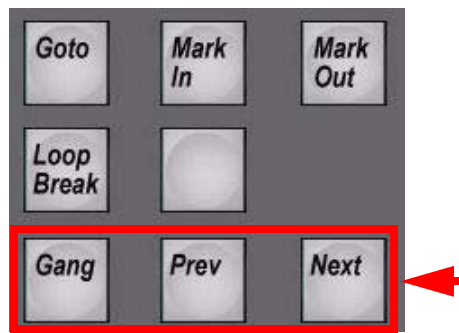 Goto
Mark
In
Mark
Out
Loop
Break
Gang
Prev
Next